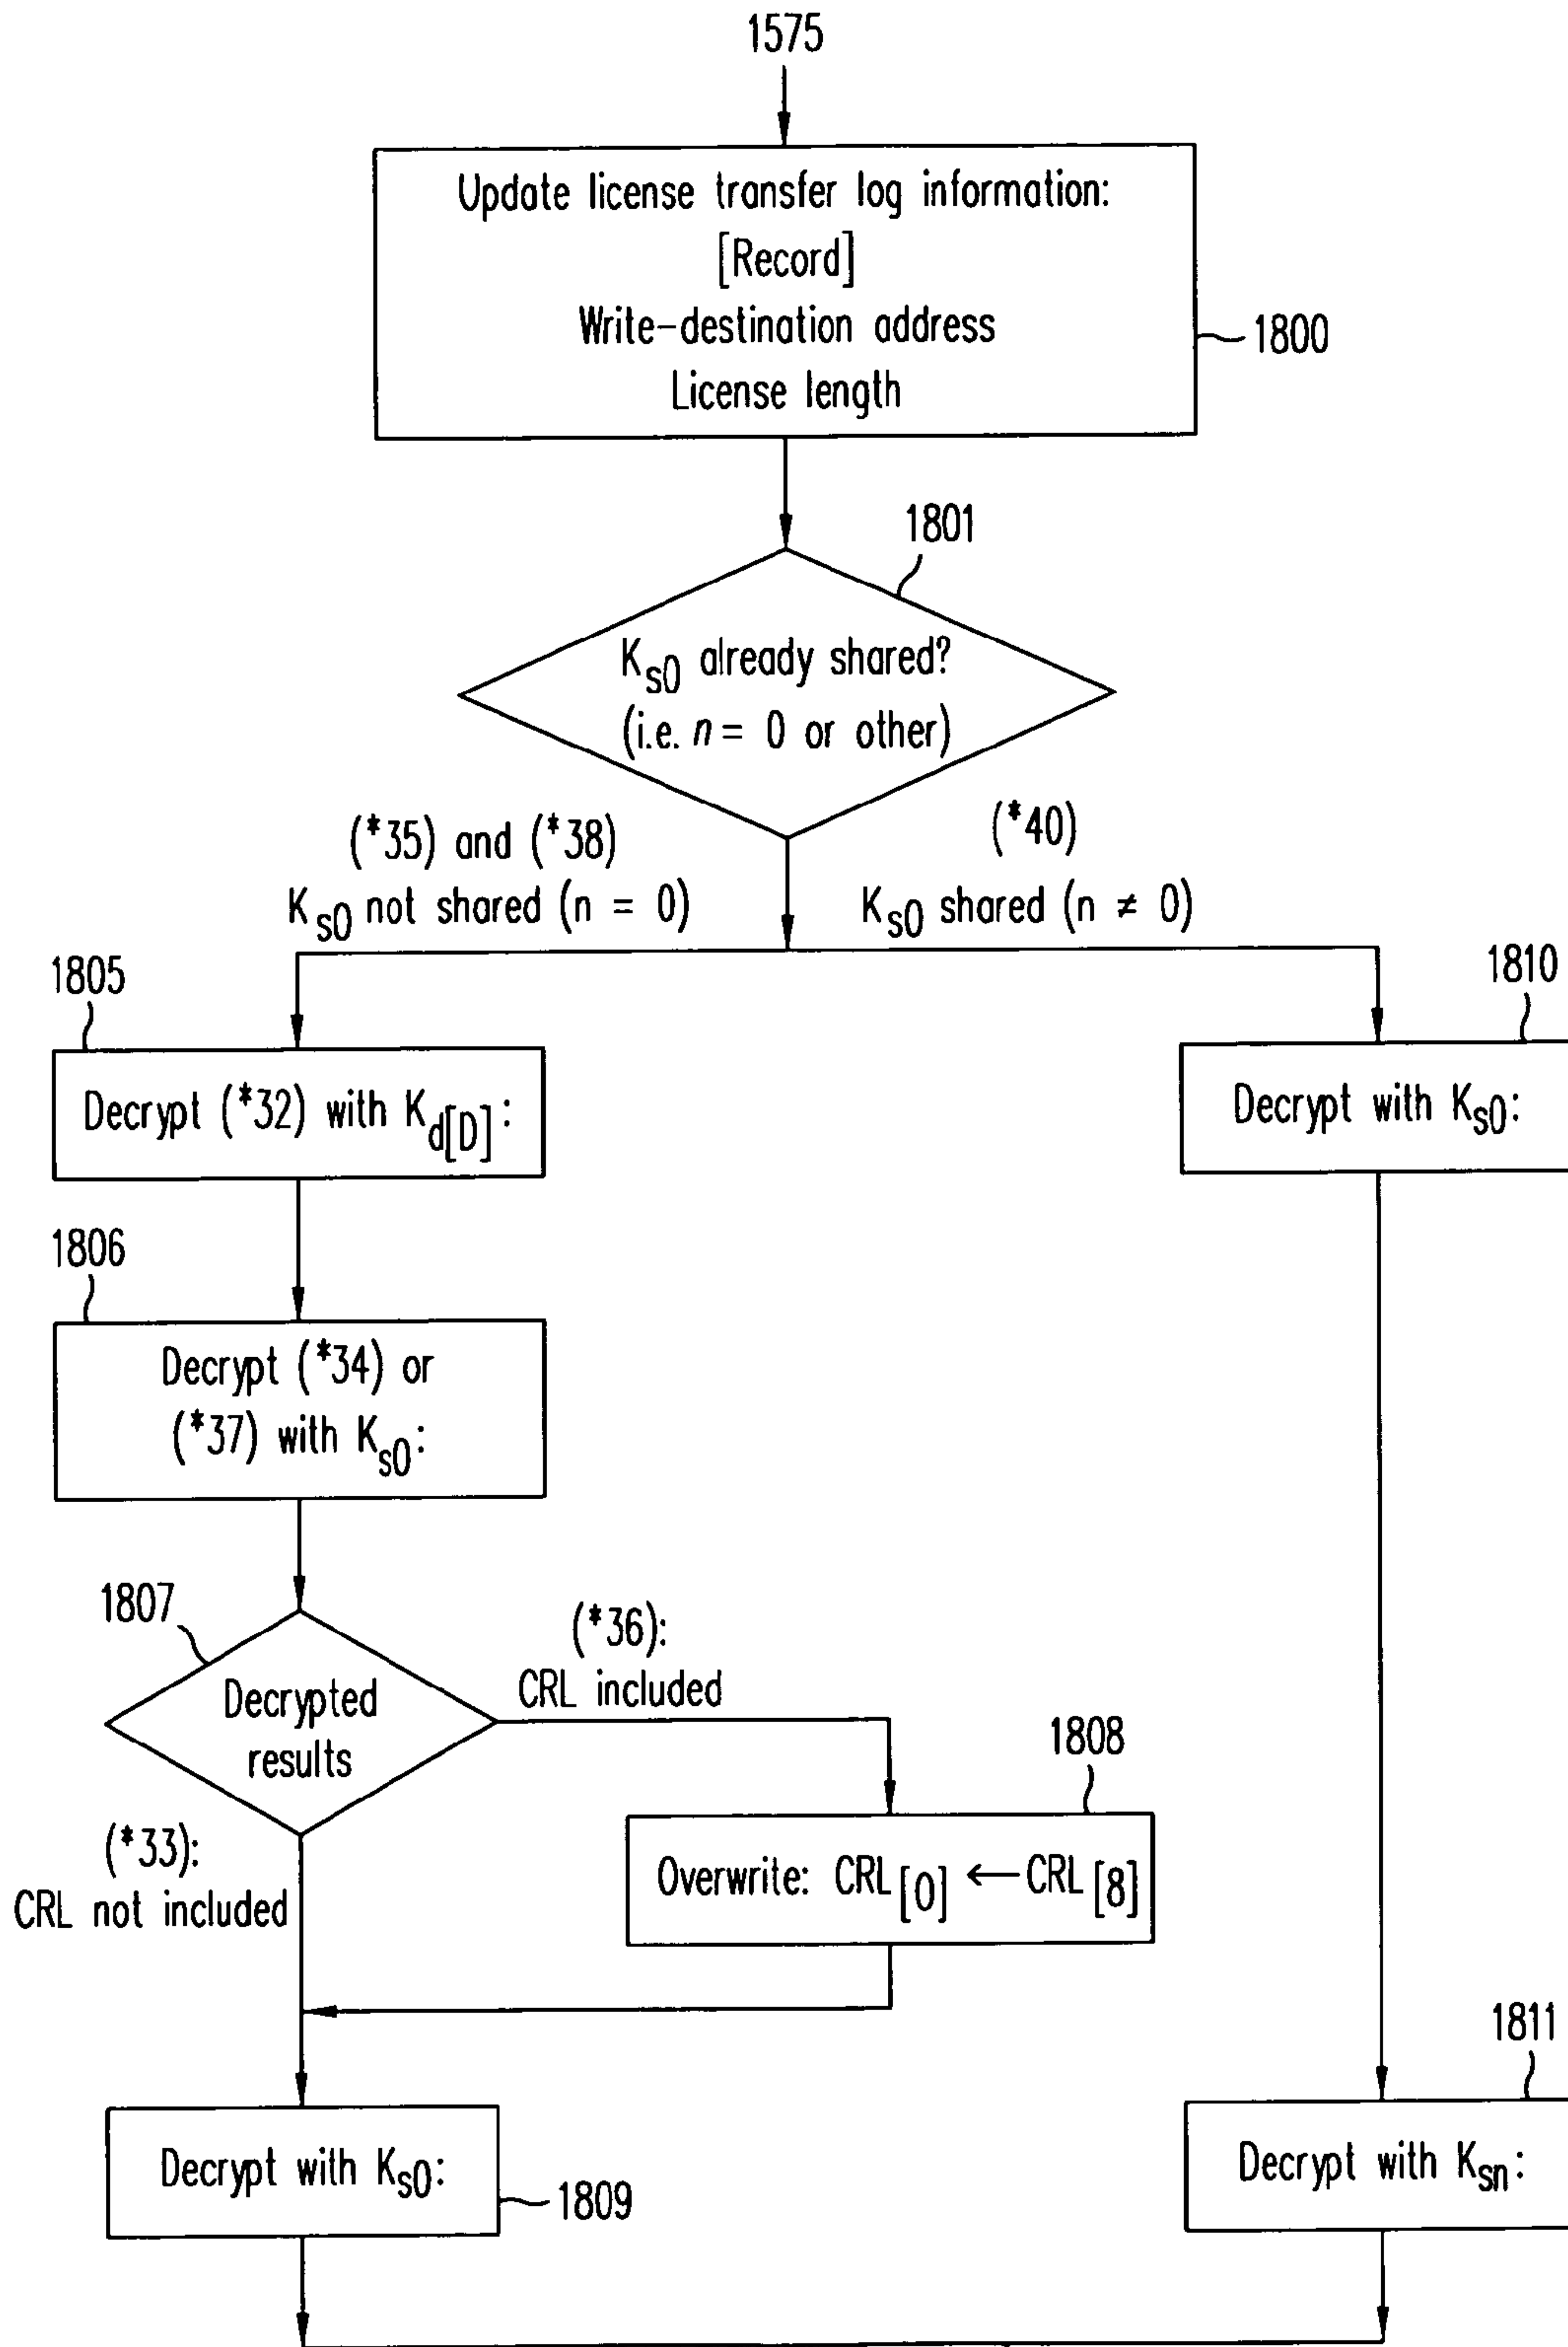 1575
Update license transfer log information:
[Record]
Write-destination address
License length
1800
1801
Ks0 already shared?
(i.e. n = 0 or other)
(*35) and (*38)
Ks0 not shared (n = 0)
(*40)
Ks0 shared (n ≠ 0)
1805
Decrypt (*32) with Kd[D]:
1810
Decrypt with Ks0:
1806
Decrypt (*34) or
(*37) with Ks0:
1807
Decrypted
results
(*36):
CRL included
1808
Overwrite: CRL[0] ← CRL[8]
(*33):
CRL not included
Decrypt with Ks0:
1809
1811
Decrypt with Ksn: